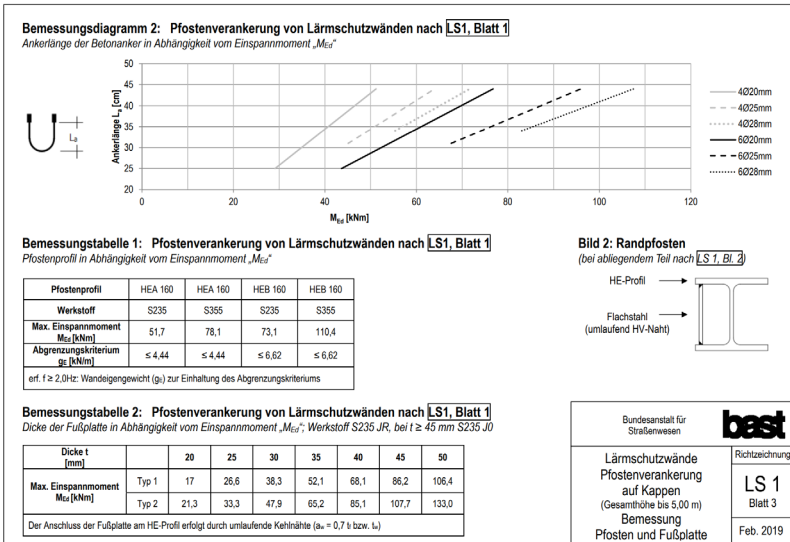 Bemessungsdiagramm 2: Pfostenverankerung von Lärmschutzwänden nach LS1, Blatt 1
Ankerlänge der Betonanker in Abhängigkeit vom Einspannmoment „MEd“
50
45
40
35
30
25
20
Ankerlänge La [cm]
La
0 20 40 60 80 100 120
MEd [kNm]
4Ø20mm
4Ø25mm
4Ø28mm
6Ø20mm
6Ø25mm
6Ø28mm
Bemessungstabelle 1: Pfostenverankerung von Lärmschutzwänden nach LS1, Blatt 1
Pfostenprofil in Abhängigkeit vom Einspannmoment „MEd“
Pfostenprofil HEA 160 HEA 160 HEB 160 HEB 160
Werkstoff S235 S355 S235 S355
Max. Einspannmoment
MEd [kNm] 51,7 78,1 73,1 110,4
Abgrenzungskriterium
gE [kN/m] ≤ 4,44 ≤ 4,44 ≤ 6,62 ≤ 6,62
erf. f ≥ 2,0Hz: Wandeigengewicht (gE) zur Einhaltung des Abgrenzungskriteriums
Bild 2: Randpfosten
(bei abliegendem Teil nach LS 1, Bl. 2)
HE-Profil
Flachstahl
(umlaufend HV-Naht)
Bemessungstabelle 2: Pfostenverankerung von Lärmschutzwänden nach LS1, Blatt 1
Dicke der Fußplatte in Abhängigkeit vom Einspannmoment „MEd“; Werkstoff S235 JR, bei t ≥ 45 mm S235 J0
Dicke t
[mm] 20 25 30 35 40 45 50
Max. Einspannmoment
MEd [kNm]
Typ 1 17 26,6 38,3 52,1 68,1 86,2 106,4
Typ 2 21,3 33,3 47,9 65,2 85,1 107,7 133,0
Der Anschluss der Fußplatte am HE-Profil erfolgt durch umlaufende Kehlnähte (aw = 0,7 tf bzw. tw)
Bundesanstalt für
Straßenwesen
bast
Lärmschutzwände
Pfostenverankerung
auf Kappen
(Gesamthöhe bis 5,00 m)
Bemessung
Pfosten und Fußplatte
Richtzeichnung
LS 1
Blatt 3
Feb. 2019